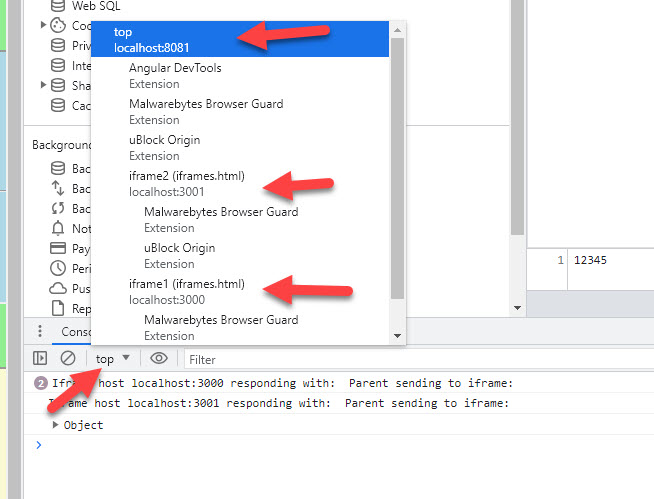 Web SQL
Coo
Priv
Inte
Sha
Cac
top
localhost:8081
Angular DevTools
Extension
Malwarebytes Browser Guard
Extension
uBlock Origin
Extension
iframe2 (iframes.html)
localhost:3001
Malwarebytes Browser Guard
Extension
uBlock Origin
Extension
iframe1 (iframes.html)
localhost:3000
Malwarebytes Browser Guard
Extension
Background
Bac
Bac
Bac
Noti
Payı
Peri
Pus
Rep
1 12345
Conso
top
Filter
2 Iframe host localhost:3000 responding with: Parent sending to iframe:
Iframe host localhost:3001 responding with: Parent sending to iframe:
Object